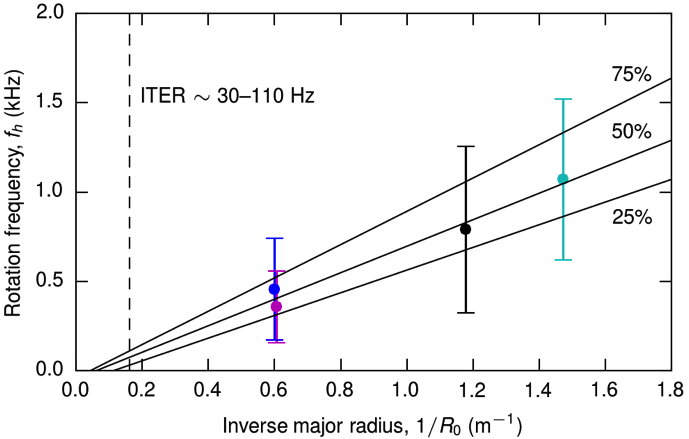 2.0
1.5
1.0
0.5
0.0
Rotation frequency, fh (kHz)
ITER ∼ 30–110 Hz
75%
50%
25%
0.0 0.2 0.4 0.6 0.8 1.0 1.2 1.4 1.6 1.8
Inverse major radius, 1/R0 (m−1)